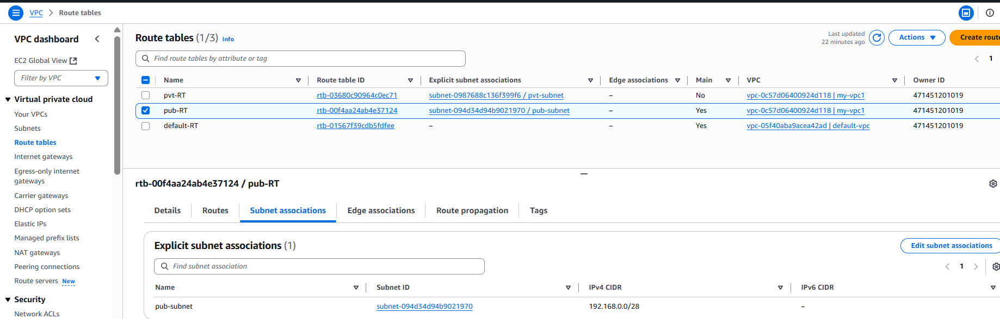 VPC > Route tables
VPC dashboard
EC2 Global View
Filter by VPC
Virtual private cloud
Your VPCs
Subnets
Route tables
Internet gateways
Egress-only internet
gateways
Carrier gateways
DHCP option sets
Elastic IPs
Managed prefix lists
NAT gateways
Peering connections
Route servers New
Security
Network ACLs
Route tables (1/3) Info
Last updated
22 minutes ago
Actions
Create route
Find route tables by attribute or tag
1
Name Route table ID Explicit subnet associations Edge associations Main VPC Owner ID
pvt-RT rtb-03680c90964c0ec71 subnet-0987688c136f399f6 / pvt-subnet – No vpc-0c57d06400924d118 | my-vpc1 471451201019
pub-RT rtb-00f4aa24ab4e37124 subnet-094d34d94b9021970 / pub-subnet – Yes vpc-0c57d06400924d118 | my-vpc1 471451201019
default-RT rtb-01567f39cdb5fdfee – – Yes vpc-05f40aba9acea42ad | default-vpc 471451201019
rtb-00f4aa24ab4e37124 / pub-RT
Details Routes Subnet associations Edge associations Route propagation Tags
Explicit subnet associations (1)
Edit subnet associations
Find subnet association
1
Name Subnet ID IPv4 CIDR IPv6 CIDR
pub-subnet subnet-094d34d94b9021970 192.168.0.0/28 –